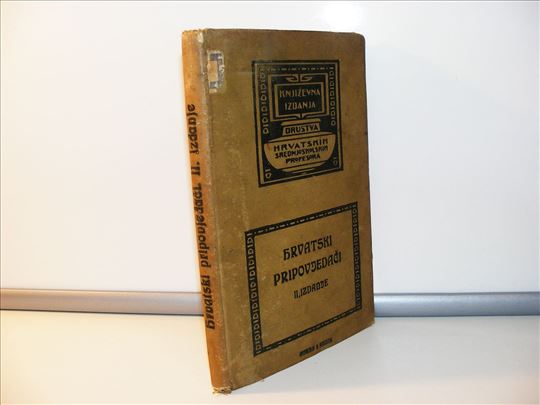 Hrvatski pripovjedači II. izdanje
KNJIŽEVNA
IZDANJA
DRUŠTVA
HRVATSKIH
SREDNJOŠKOLSKIH
PROFESORA
HRVATSKI
PRIPOVJEDAČI
II. IZDANJE